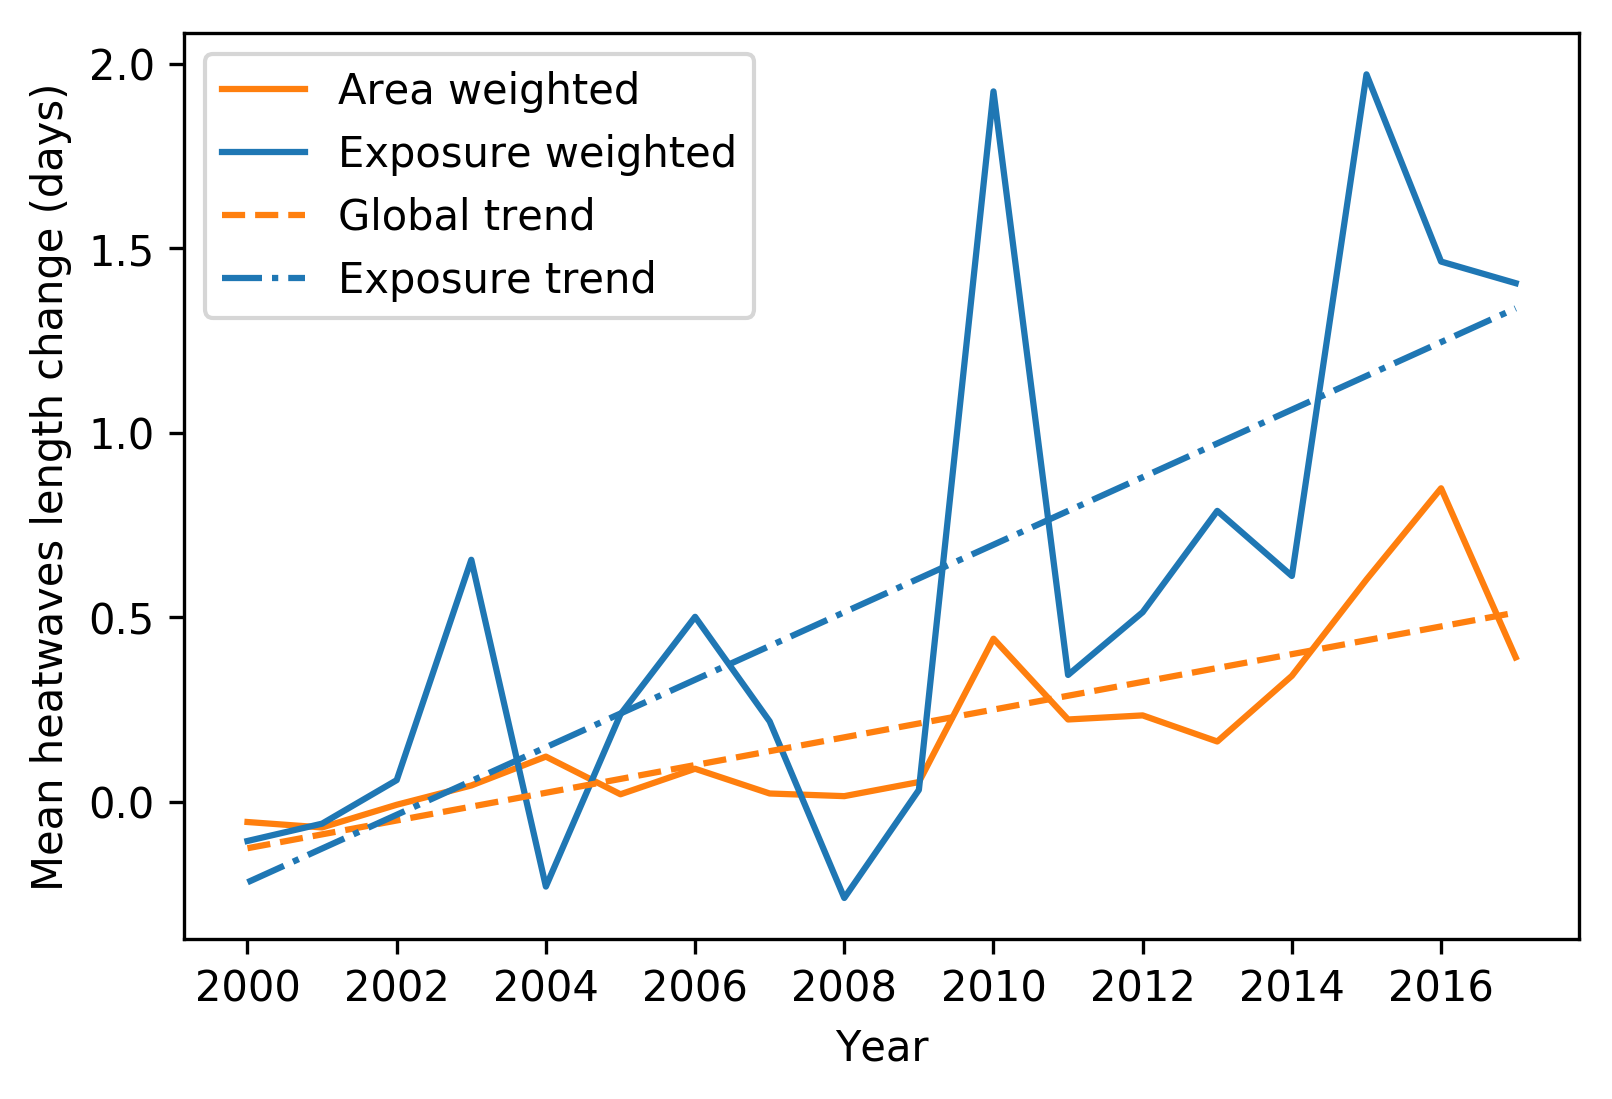 Area weighted
Exposure weighted
Global trend
Exposure trend
Mean heatwaves length change (days)
2.0
1.5
1.0
0.5
0.0
2000 2002 2004 2006 2008 2010 2012 2014 2016
Year